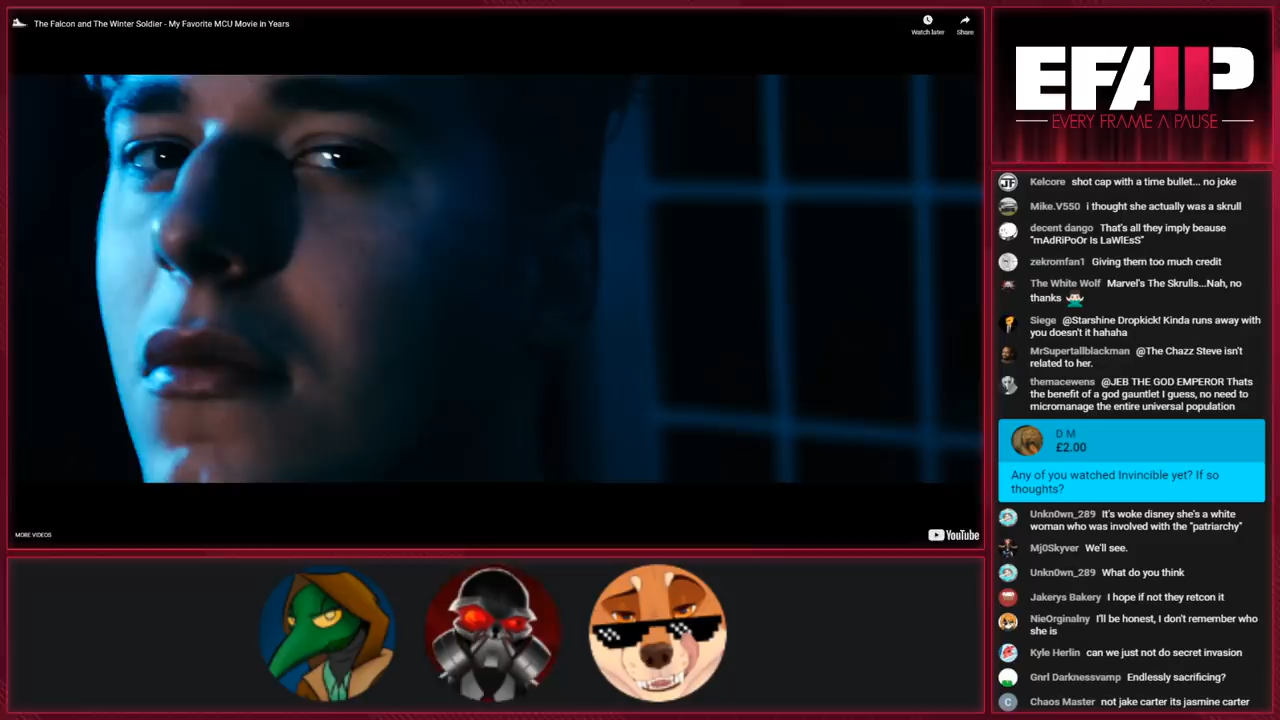 The Falcon and The Winter Soldier - My Favorite MCU Movie in Years
Watch later
Share
MORE VIDEOS
YouTube
EFAP
EVERY FRAME A PAUSE
Kelcore shot cap with a time bullet... no joke
Mike.V550 i thought she actually was a skrull
decent dango That's all they imply beause
"mAdRiPoOr Is LaWlEsS"
zekromfan1 Giving them too much credit
The White Wolf Marvel's The Skrulls...Nah, no
thanks
Siege @Starshine Dropkick! Kinda runs away with
you doesn't it hahaha
MrSupertallblackman @The Chazz Steve isn't
related to her.
themacewens @JEB THE GOD EMPEROR Thats
the benefit of a god gauntlet I guess, no need to
micromanage the entire universal population
D M
£2.00
Any of you watched Invincible yet? If so
thoughts?
Unkn0wn_289 It's woke disney she's a white
woman who was involved with the "patriarchy"
Mj0Skyver We'll see.
Unkn0wn_289 What do you think
Jakerys Bakery I hope if not they retcon it
NieOrginalny I'll be honest, I don't remember who
she is
Kyle Herlin can we just not do secret invasion
Gnrl Darknessvamp Endlessly sacrificing?
C
Chaos Master not jake carter its jasmine carter